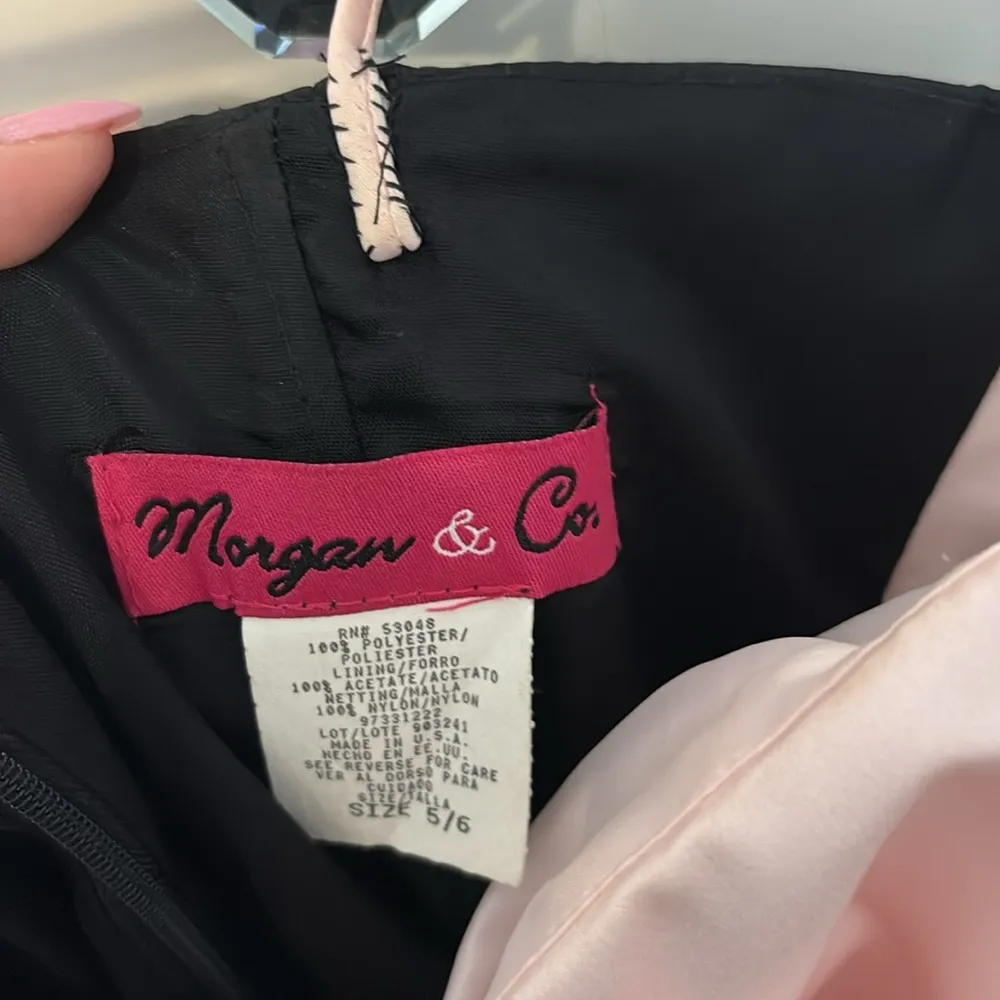 Morgan & Co.
RN# 53048
100% POLYESTER/
POLIESTER
LINING/FORRO
100% ACETATE/ACETATO
NETTING/MALLA
100% NYLON/NYLON
97331222
LOT/LOTE 903241
MADE IN U.S.A.
HECHO EN EE.UU.
SEE REVERSE FOR CARE
VER AL DORSO PARA
CUIDADO
SIZE/TALLA
SIZE 5/6